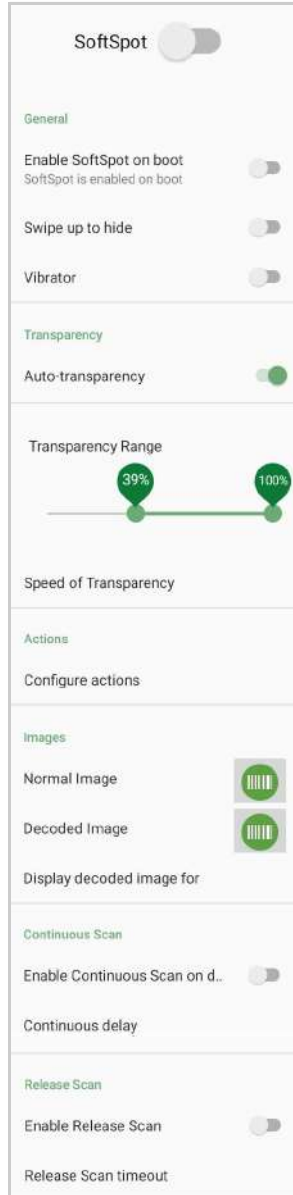 SoftSpot
General
Enable SoftSpot on boot
SoftSpot is enabled on boot
Swipe up to hide
Vibrator
Transparency
Auto-transparency
Transparency Range
39% 100%
Speed of Transparency
Actions
Configure actions
Images
Normal Image
Decoded Image
Display decoded image for
Continuous Scan
Enable Continuous Scan on d..
Continuous delay
Release Scan
Enable Release Scan
Release Scan timeout